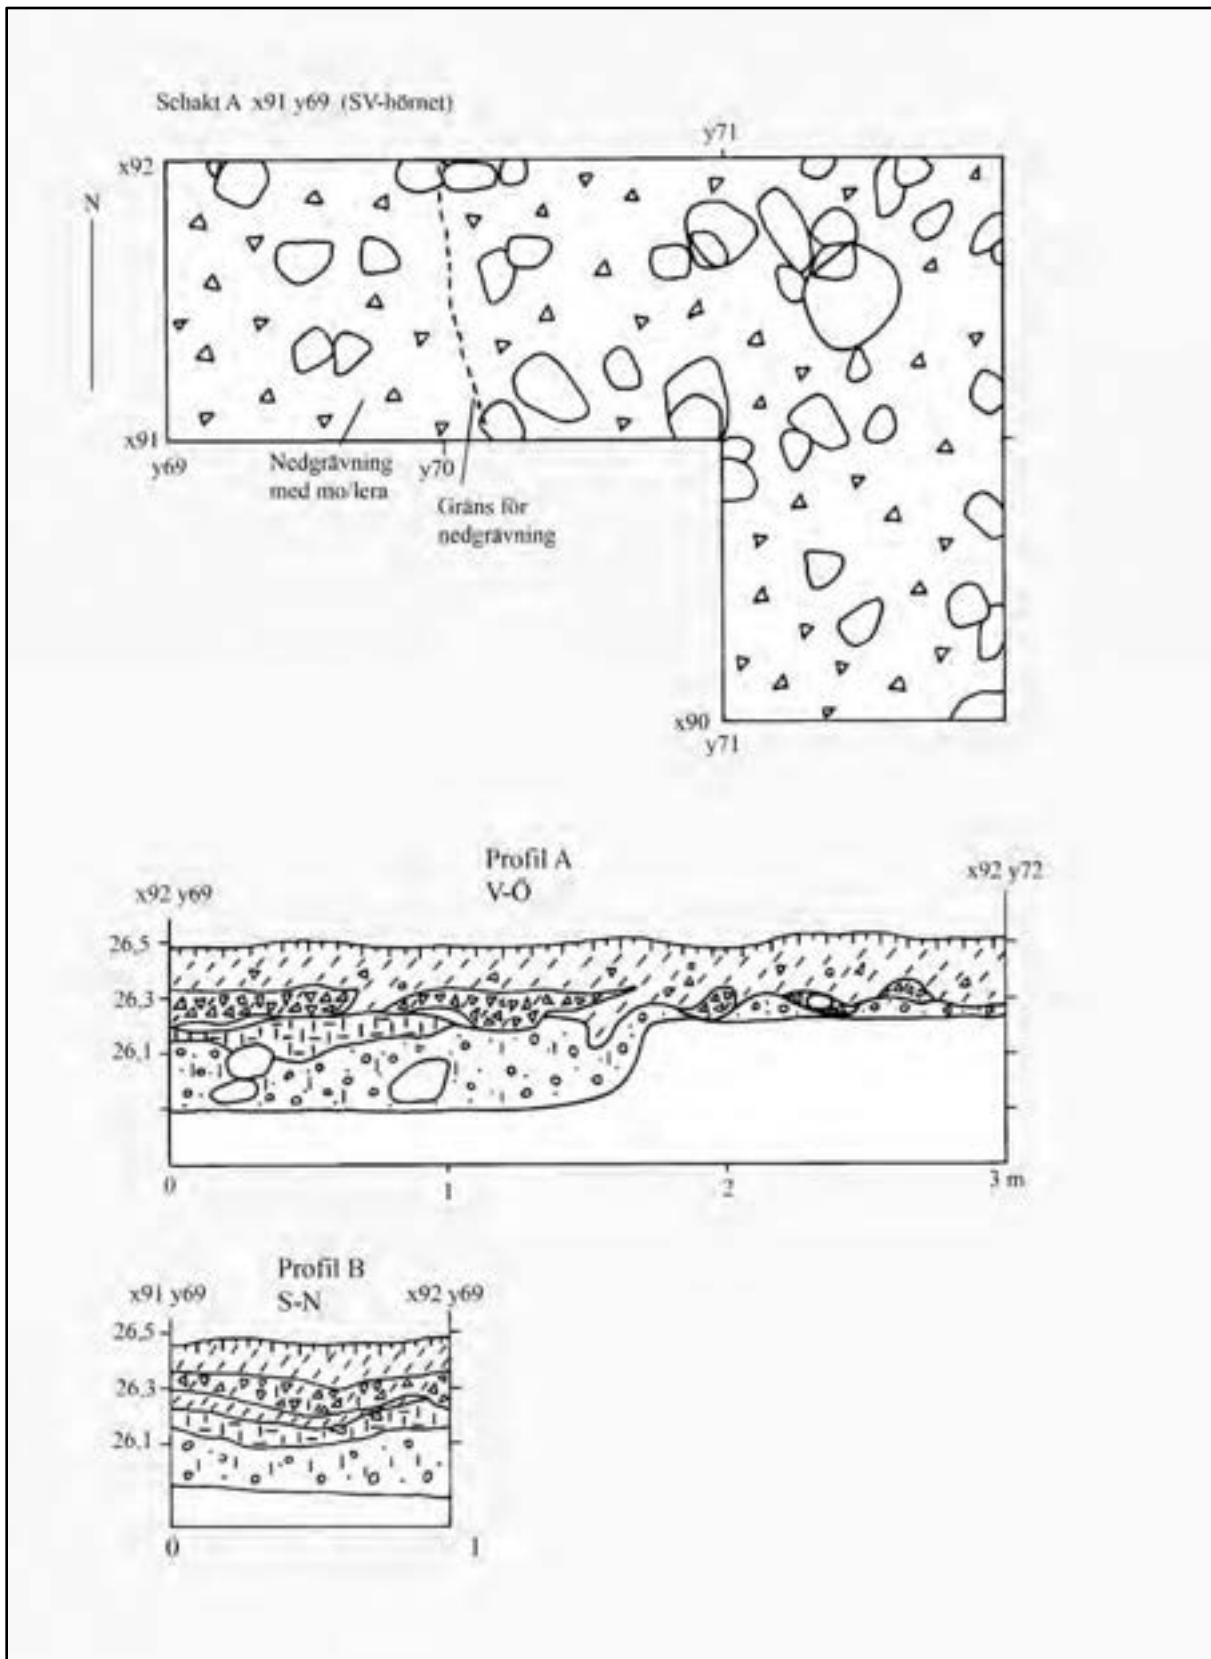 Schakt A x91 y69 (SV-hörnet)
y71
x92
N
x91
y69
y70
Nedgrävning
med mo/lera
Gräns för
nedgrävning
x90
y71
Profil A
V-Ö
x92 y69
x92 y72
26,5
26,3
26,1
0
1
2
3 m
Profil B
S-N
x91 y69
x92 y69
26,5
26,3
26,1
0
1